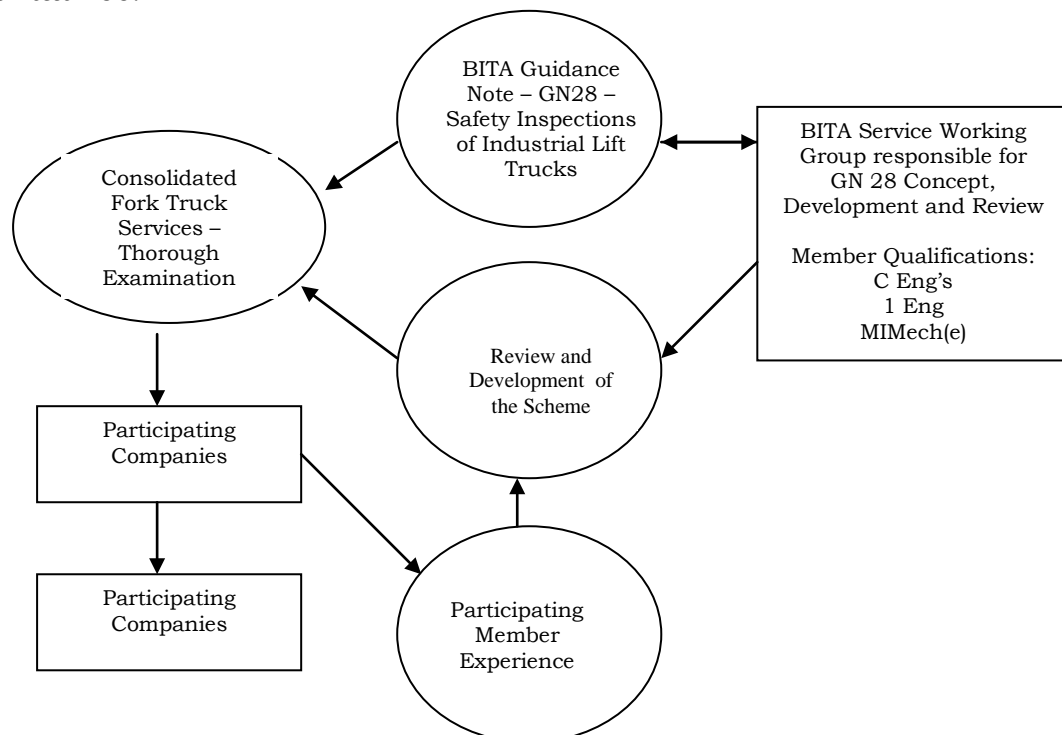 BITA Guidance
Note – GN28 –
Safety Inspections
of Industrial Lift
Trucks
BITA Service Working
Group responsible for
GN 28 Concept,
Development and Review
Member Qualifications:
C Eng's
1 Eng
MIMech(e)
Consolidated
Fork Truck
Services –
Thorough
Examination
Review and
Development of
the Scheme
Participating
Companies
Participating
Companies
Participating
Member
Experience